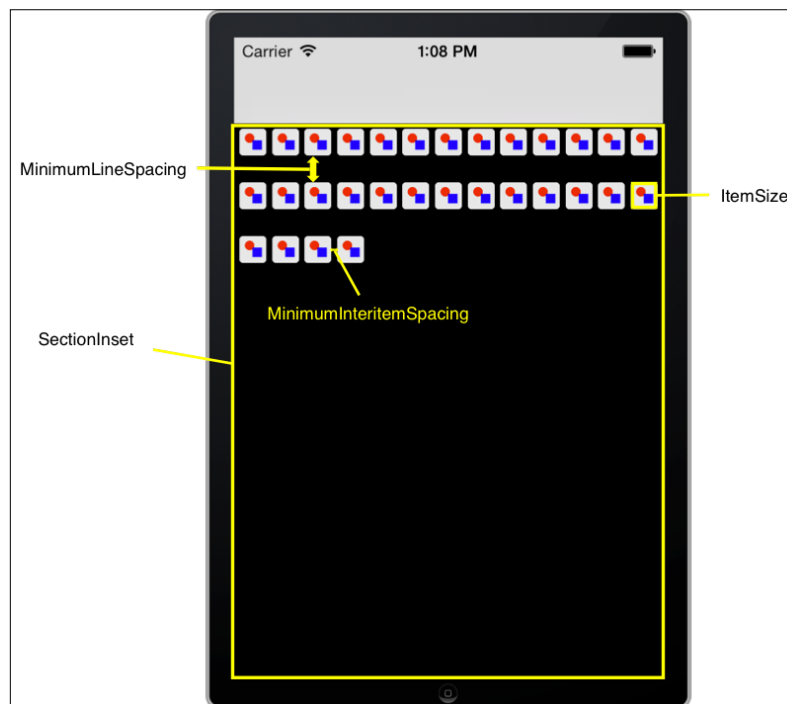 Carrier 1:08 PM
MinimumLineSpacing
ItemSize
MinimumInteritemSpacing
SectionInset